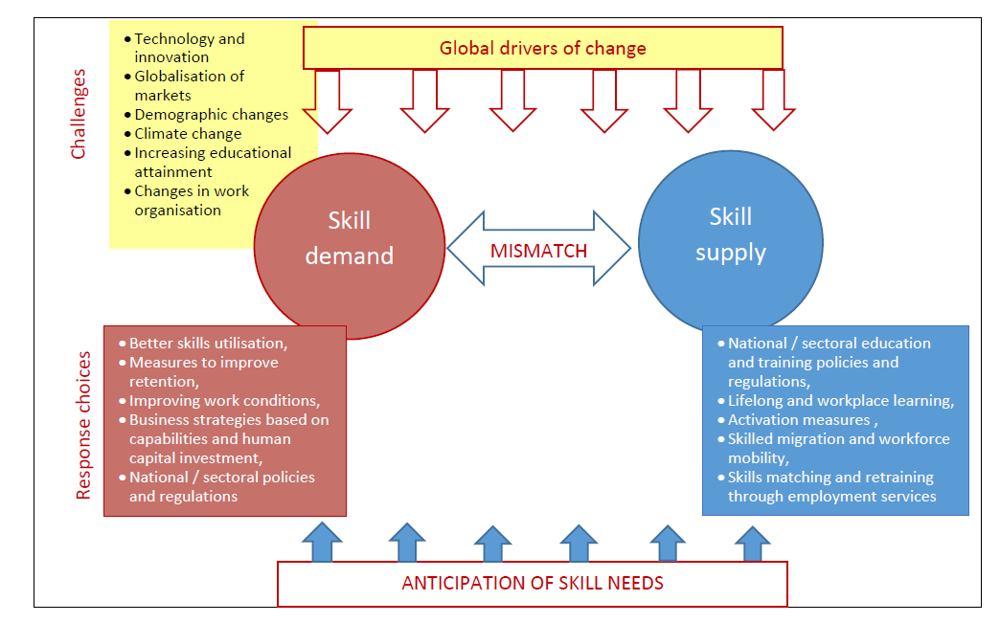 Challenges
• Technology and
innovation
• Globalisation of
markets
• Demographic changes
• Climate change
• Increasing educational
attainment
• Changes in work
organisation
Global drivers of change
Skill
demand
MISMATCH
Skill
supply
Response choices
• Better skills utilisation,
• Measures to improve
retention,
• Improving work conditions,
• Business strategies based on
capabilities and human
capital investment,
• National / sectoral policies
and regulations
• National / sectoral education
and training policies and
regulations,
• Lifelong and workplace learning,
• Activation measures ,
• Skilled migration and workforce
mobility,
• Skills matching and retraining
through employment services
ANTICIPATION OF SKILL NEEDS